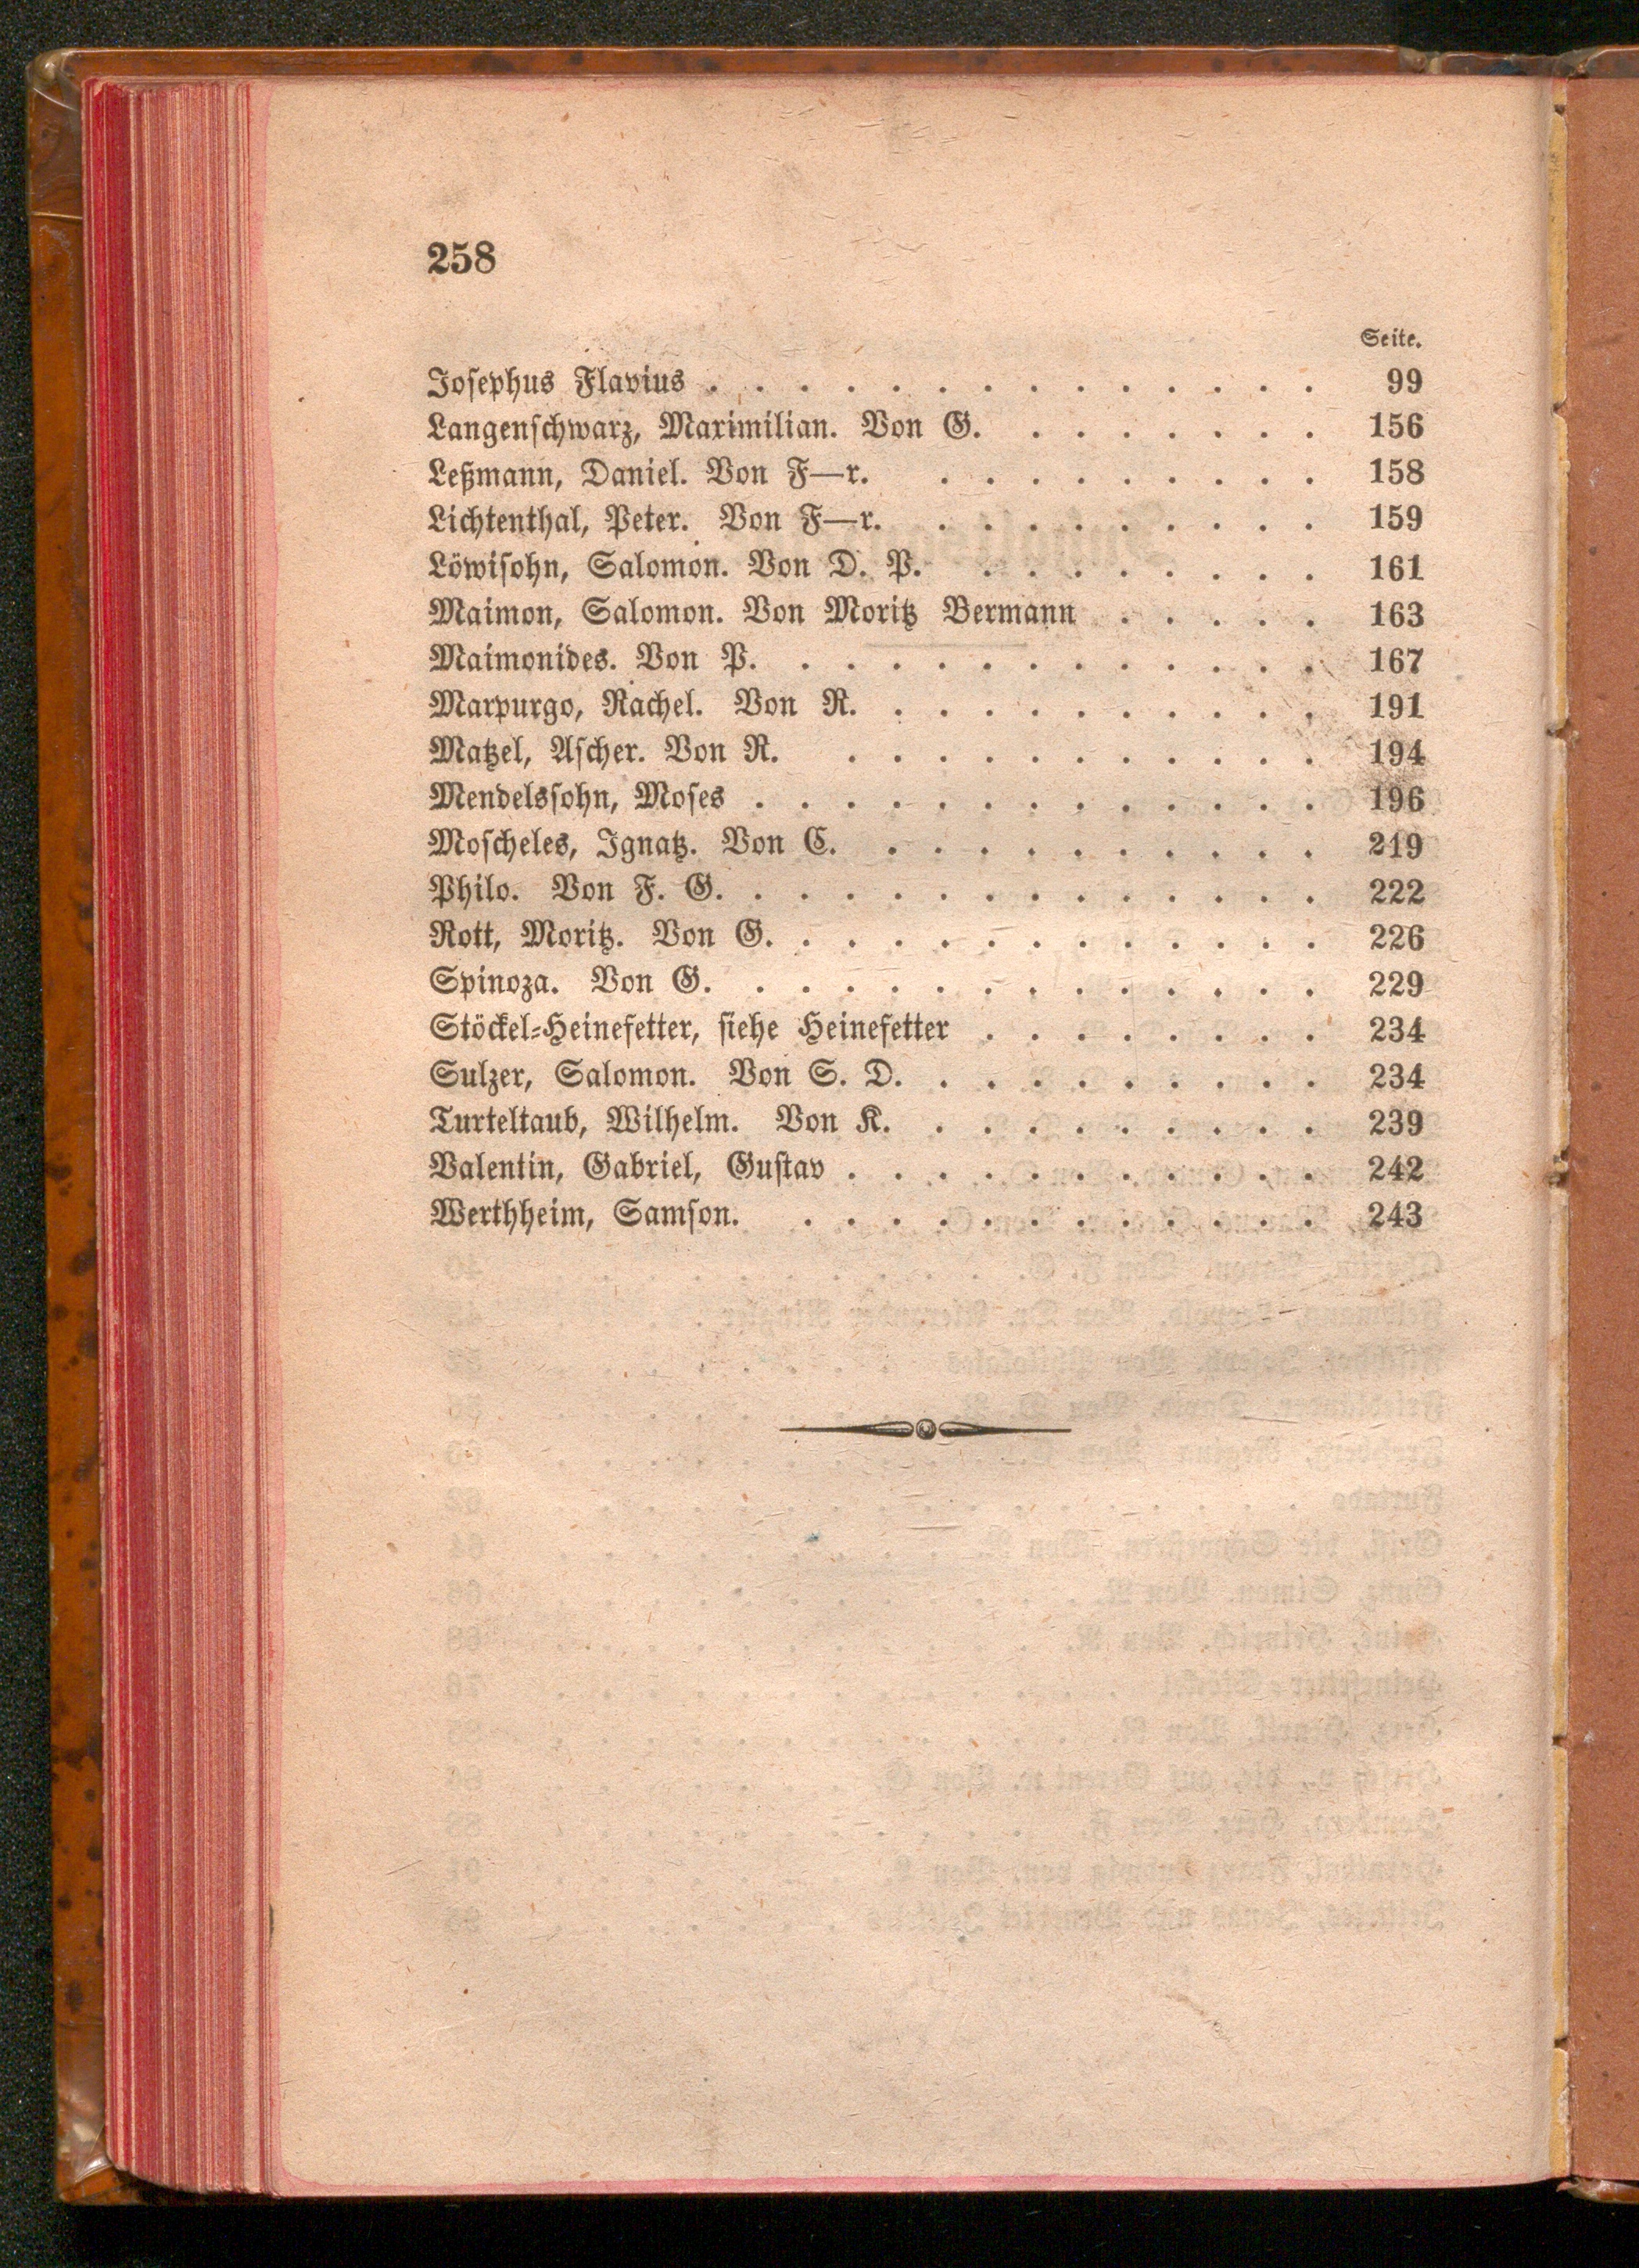 258
Seite.
Josephus Flavius . . . . . . . . . . . . . . 99
Langenschwarz, Maximilian. Von G. . . . . . . . 156
Leßmann, Daniel. Von F—r. . . . . . . . . . 158
Lichtenthal, Peter. Von F—r. . . . . . . . . . 159
Löwisohn, Salomon. Von D. P. . . . . . . . . 161
Maimon, Salomon. Von Moritz Bermann . . . . . 163
Maimonides. Von P. . . . . . . . . . . . . 167
Marpurgo, Rachel. Von R. . . . . . . . . . . 191
Matzel, Ascher. Von R. . . . . . . . . . . . 194
Mendelssohn, Moses . . . . . . . . . . . . . 196
Moscheles, Ignatz. Von C. . . . . . . . . . . 219
Philo. Von F. G. . . . . . . . . . . . . . 222
Rott, Moritz. Von G. . . . . . . . . . . . . 226
Spinoza. Von G. . . . . . . . . . . . . . 229
Stöckel-Heinefetter, siehe Heinefetter . . . . . . . . 234
Sulzer, Salomon. Von S. D. . . . . . . . . . 234
Turteltaub, Wilhelm. Von K. . . . . . . . . . 239
Valentin, Gabriel, Gustav . . . . . . . . . . . 242
Werthheim, Samson. . . . . . . . . . . . . 243